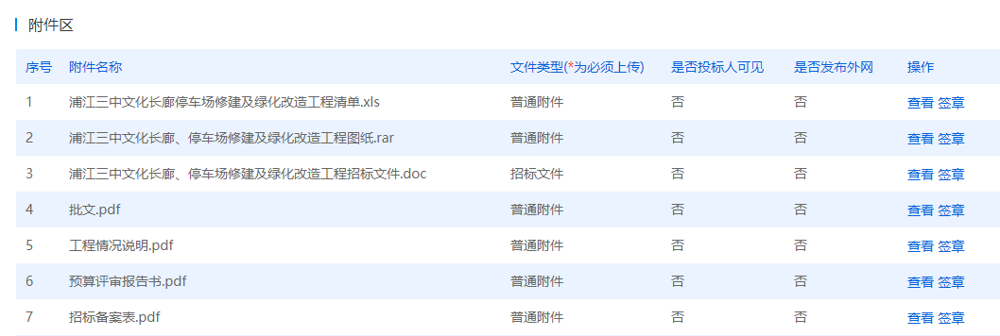 附件区
序号 附件名称 文件类型(*为必须上传) 是否投标人可见 是否发布外网 操作
1 浦江三中文化长廊停车场修建及绿化改造工程清单.xls 普通附件 否 否 查看 签章
2 浦江三中文化长廊、停车场修建及绿化改造工程图纸.rar 普通附件 否 否 查看 签章
3 浦江三中文化长廊、停车场修建及绿化改造工程招标文件.doc 招标文件 否 否 查看 签章
4 批文.pdf 普通附件 否 否 查看 签章
5 工程情况说明.pdf 普通附件 否 否 查看 签章
6 预算评审报告书.pdf 普通附件 否 否 查看 签章
7 招标备案表.pdf 普通附件 否 否 查看 签章